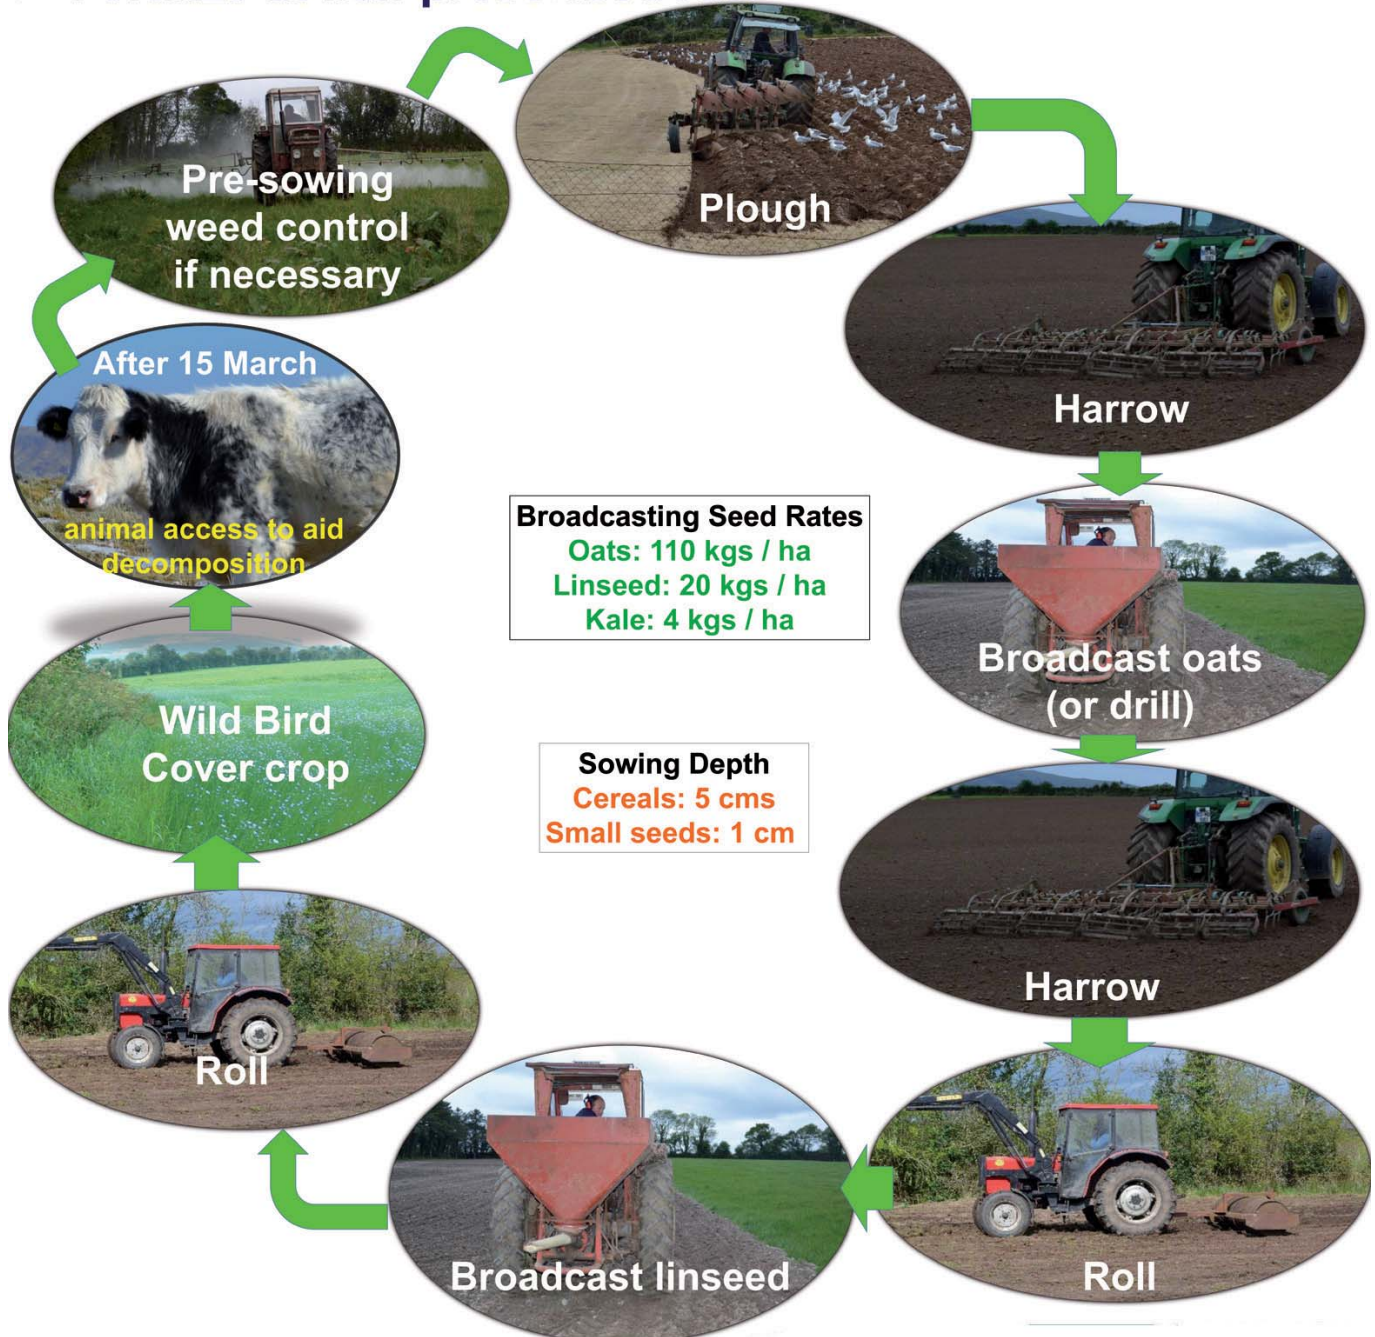 Pre-sowing
weed control
if necessary
Plough
Harrow
Broadcast oats
(or drill)
Harrow
Roll
Broadcast linseed
Roll
Wild Bird
Cover crop
After 15 March
animal access to aid
decomposition
Broadcasting Seed Rates
Oats: 110 kgs / ha
Linseed: 20 kgs / ha
Kale: 4 kgs / ha
Sowing Depth
Cereals: 5 cms
Small seeds: 1 cm